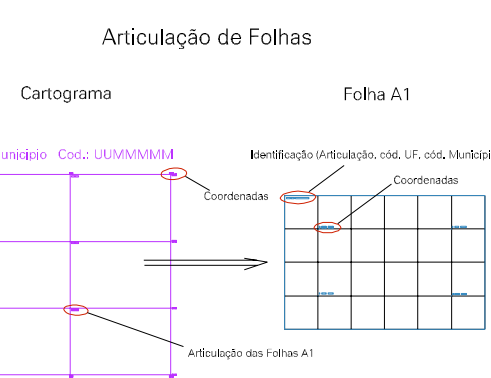 Articulação de Folhas
Cartograma
Folha A1
unicipio Cod.: UUMMMMM
Identificação (Articulação, cód. UF, cód. Municípi
Coordenadas
Coordenadas
Articulação das Folhas A1